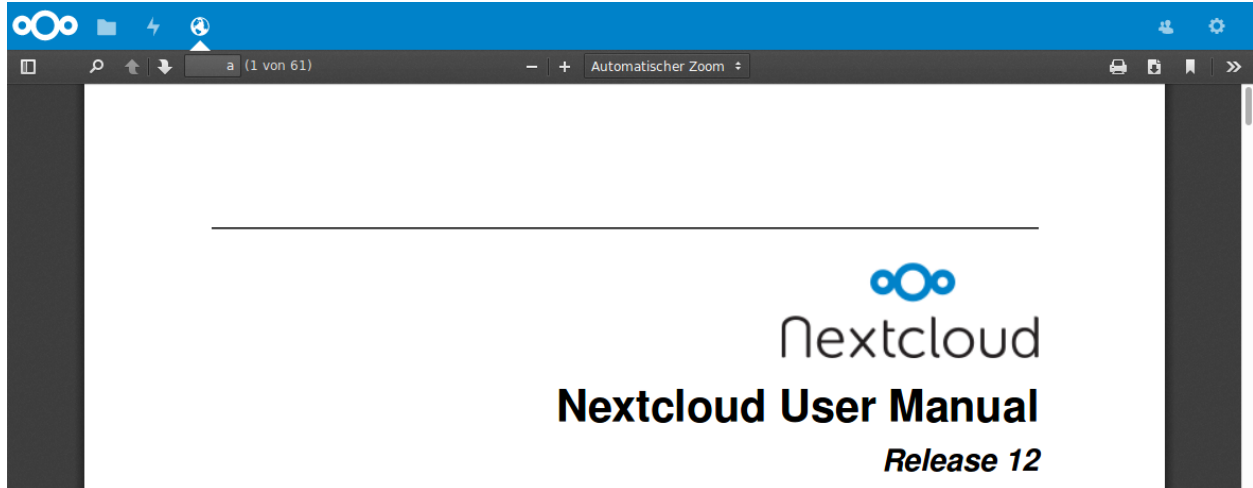 a (1 von 61) Automatischer Zoom
Nextcloud
Nextcloud User Manual
Release 12